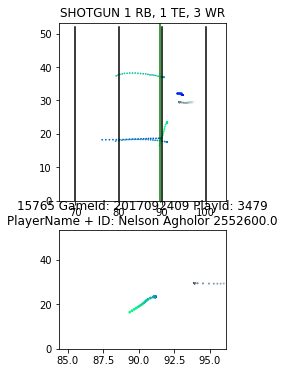 SHOTGUN 1 RB, 1 TE, 3 WR
50
40
30
20
10
0
70 80 90 100
15765 GameId: 2017092409 PlayId: 3479
PlayerName + ID: Nelson Agholor 2552600.0
40
20
0
85.0 87.5 90.0 92.5 95.0